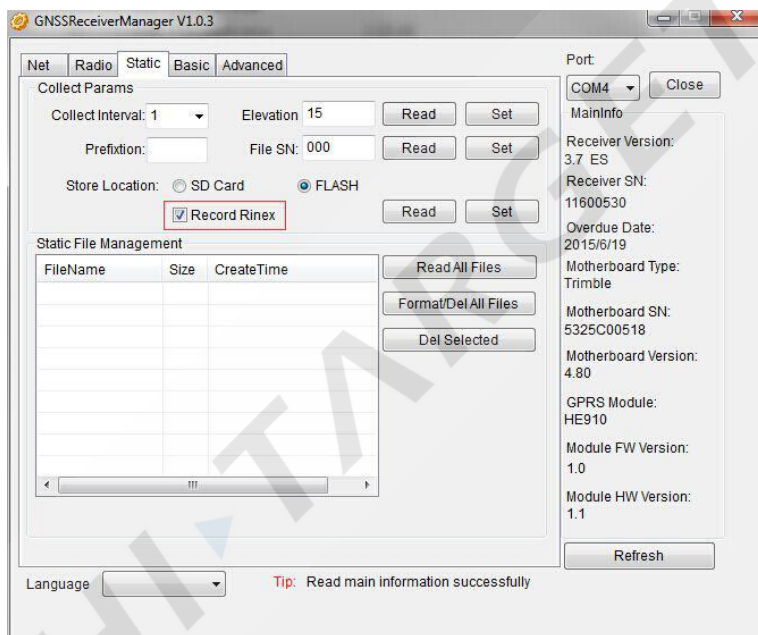 GNSSReceiverManager V1.0.3
Net Radio Static Basic Advanced
Collect Params
Collect Interval: 1 Elevation 15 Read Set
Prefixtion: File SN: 000 Read Set
Store Location: SD Card FLASH
Record Rinex Read Set
Static File Management
FileName Size CreateTime
Read All Files
Format/Del All Files
Del Selected
Port:
COM4 Close
MainInfo
Receiver Version:
3.7 ES
Receiver SN:
11600530
Overdue Date:
2015/6/19
Motherboard Type:
Trimble
Motherboard SN:
5325C00518
Motherboard Version:
4.80
GPRS Module:
HE910
Module FW Version:
1.0
Module HW Version:
1.1
Refresh
Language Tip: Read main information successfully
HI-TARGET